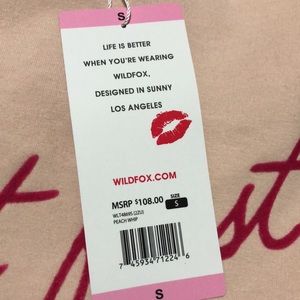 S
LIFE IS BETTER
WHEN YOU'RE WEARING
WILDFOX,
DESIGNED IN SUNNY
LOS ANGELES
WILDFOX.COM
MSRP $108.00 SIZE S
PEACH WHIP
7 45934 71224 6
S